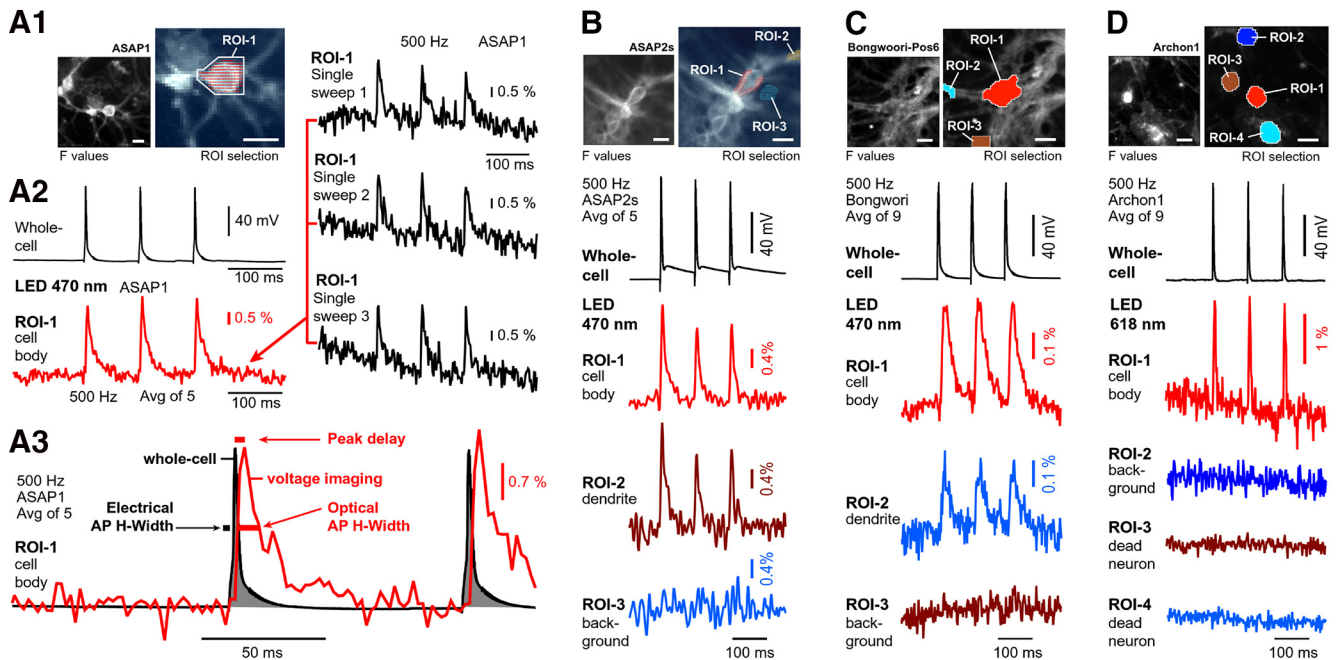 A1
ASAP1
ROI-1
F values
ROI selection
500 Hz
ASAP1
ROI-1
Single
sweep 1
0.5 %
100 ms
ROI-1
Single
sweep 2
0.5 %
ROI-1
Single
sweep 3
0.5 %
A2
Whole-
cell
40 mV
100 ms
LED 470 nm
ASAP1
ROI-1
cell
body
0.5 %
500 Hz
Avg of 5
100 ms
A3
500 Hz
ASAP1
Avg of 5
ROI-1
cell
body
Peak delay
whole-cell
voltage imaging
0.7 %
Electrical
AP H-Width
Optical
AP H-Width
50 ms
B
ASAP2s
ROI-2
ROI-1
ROI-3
F values
ROI selection
500 Hz
ASAP2s
Avg of 5
40 mV
Whole-
cell
LED
470 nm
ROI-1
cell
body
0.4%
ROI-2
dendrite
0.4%
0.4%
ROI-3
back-
ground
100 ms
C
Bongwoori-Pos6
ROI-1
ROI-2
ROI-3
F values
ROI selection
500 Hz
Bongwori
Avg of 9
40 mV
Whole-
cell
LED
470 nm
ROI-1
cell
body
0.1 %
ROI-2
dendrite
0.1 %
ROI-3
back-
ground
100 ms
D
Archon1
ROI-2
ROI-3
ROI-1
ROI-4
F values
ROI selection
500 Hz
Archon1
Avg of 9
40 mV
Whole-
cell
LED
618 nm
ROI-1
cell
body
1 %
ROI-2
back-
ground
ROI-3
dead
neuron
ROI-4
dead
neuron
100 ms